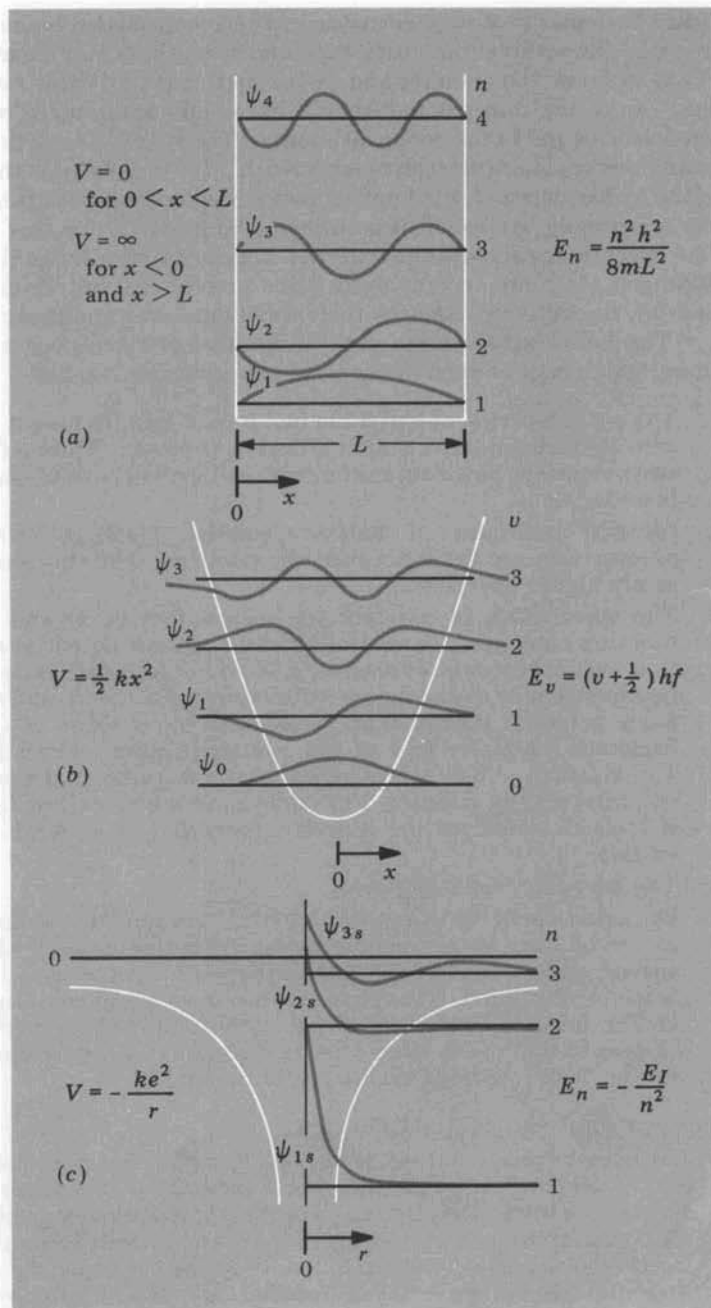 n
ψ4
4
V = 0
for 0 < x < L
V = ∞
for x < 0
and x > L
ψ3
3
E_n = n²h² / 8mL²
ψ2
2
ψ1
1
(a)
L
0
x
υ
ψ3
3
ψ2
2
V = ½ kx²
E_υ = (υ + ½) hf
ψ1
1
(b)
ψ0
0
0
x
ψ3s
n
0
3
ψ2s
2
V = − ke² / r
E_n = − E_I / n²
ψ1s
(c)
1
r
0